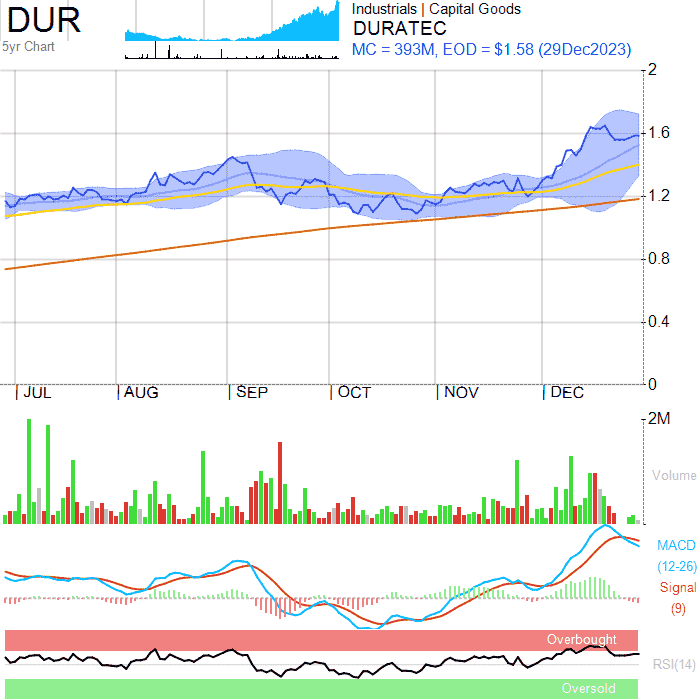 DUR
5yr Chart
Industrials | Capital Goods
DURATEC
MC = 393M, EOD = $1.58 (29Dec2023)
2
1.6
1.2
0.8
0.4
0
JUL AUG SEP OCT NOV DEC
2M
Volume
MACD
(12-26)
Signal
(9)
Overbought
RSI(14)
Oversold